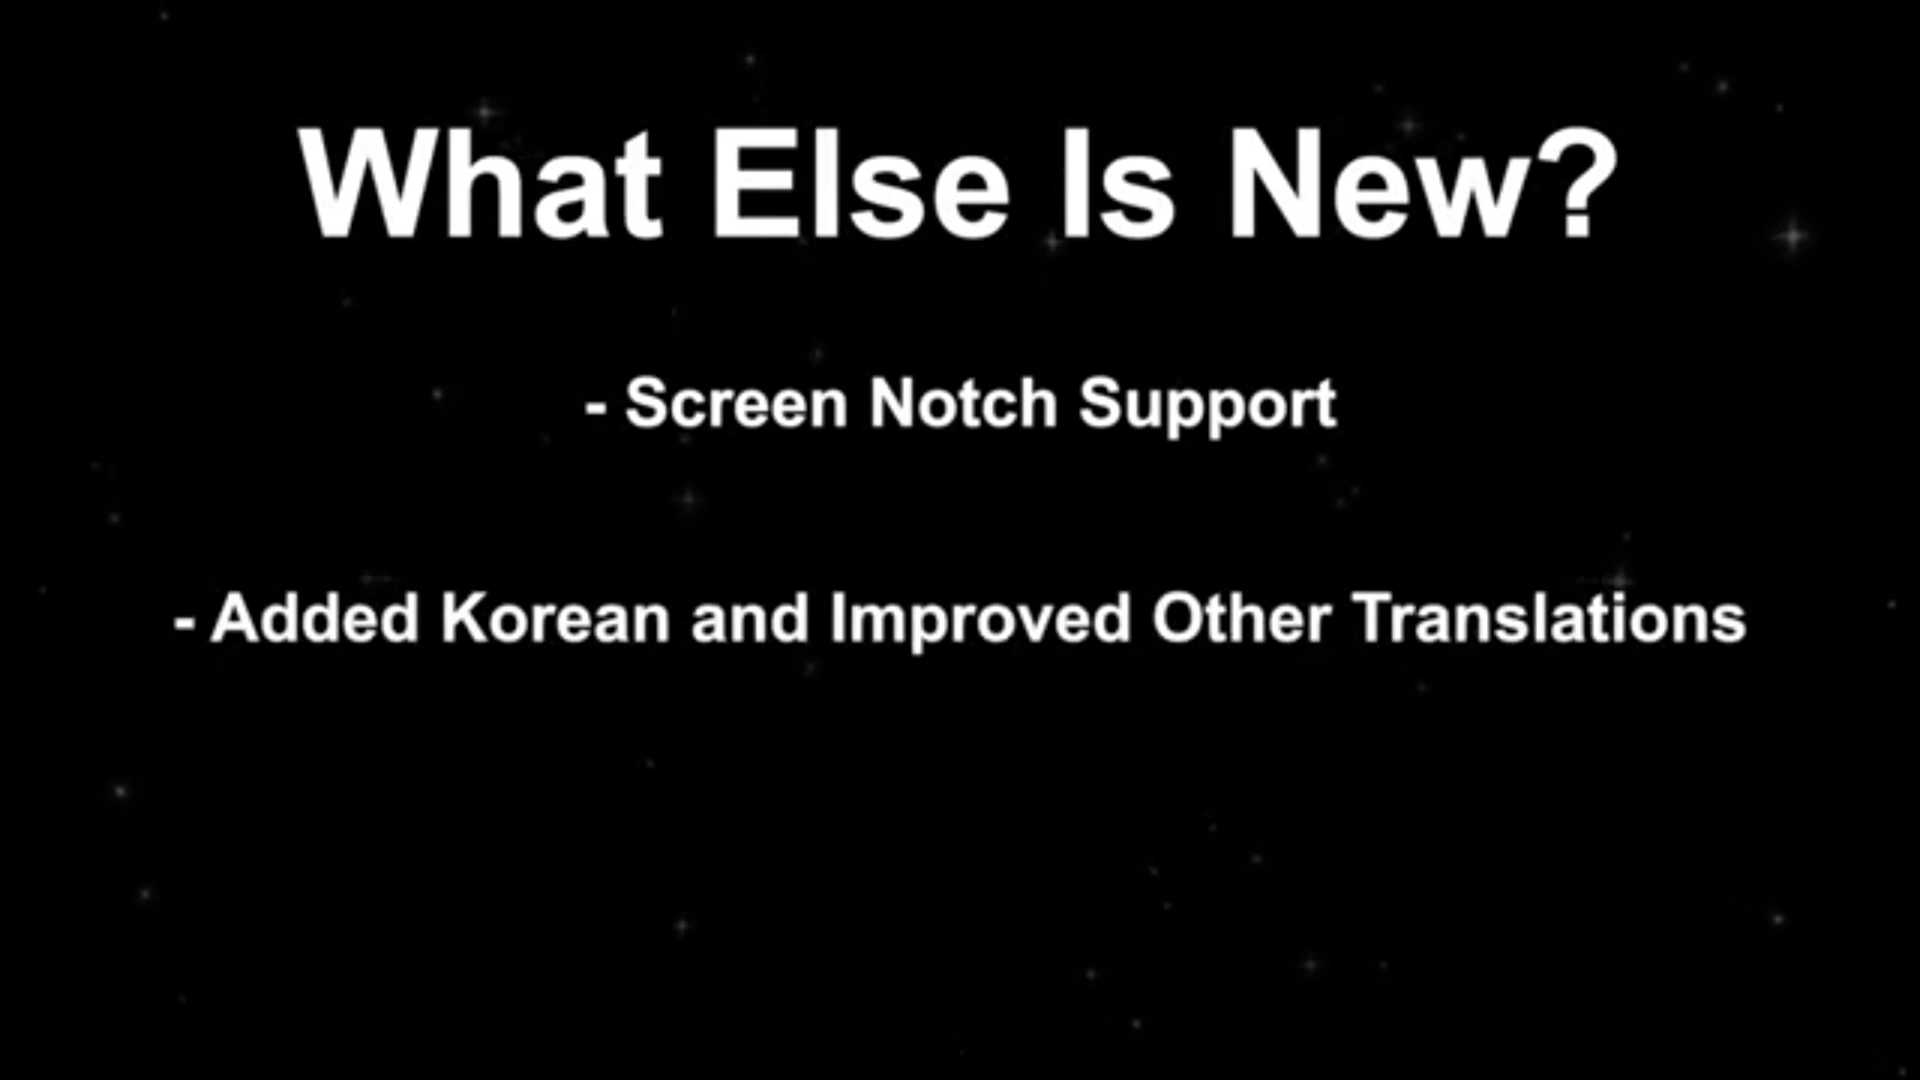 What Else Is New?
- Screen Notch Support
- Added Korean and Improved Other Translations